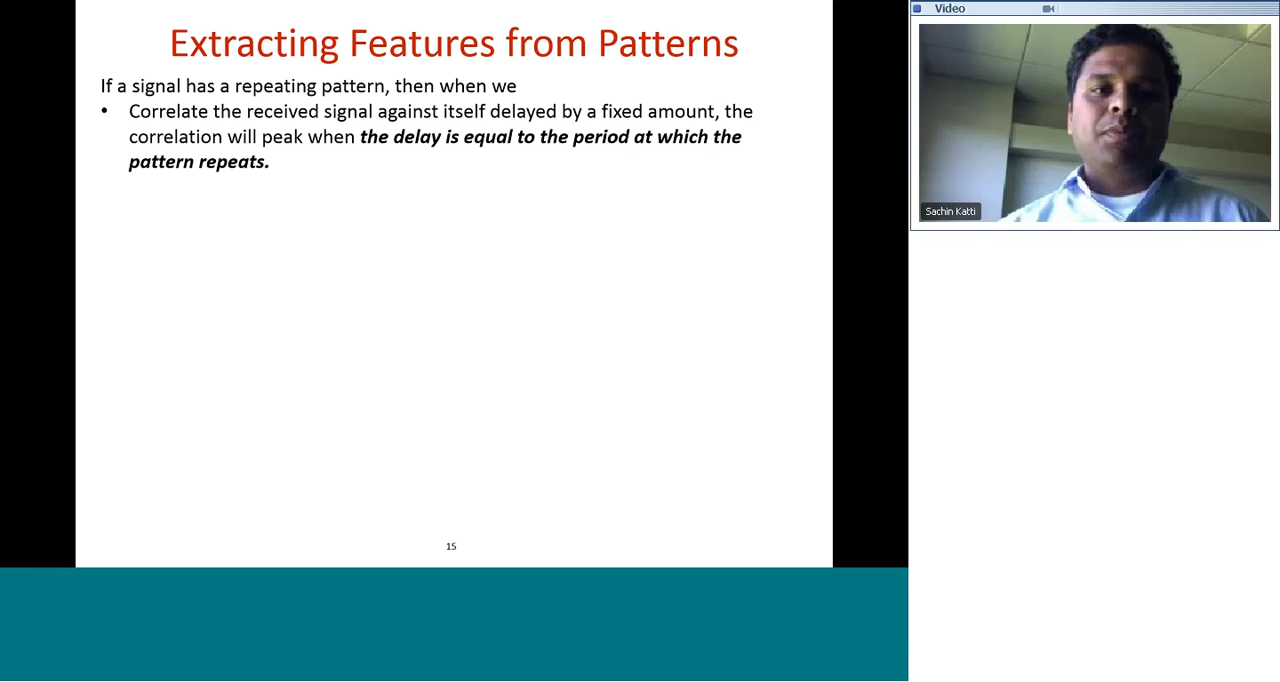 Extracting Features from Patterns
If a signal has a repeating pattern, then when we
• Correlate the received signal against itself delayed by a fixed amount, the
correlation will peak when the delay is equal to the period at which the
pattern repeats.
15
Video
Sachin Katti